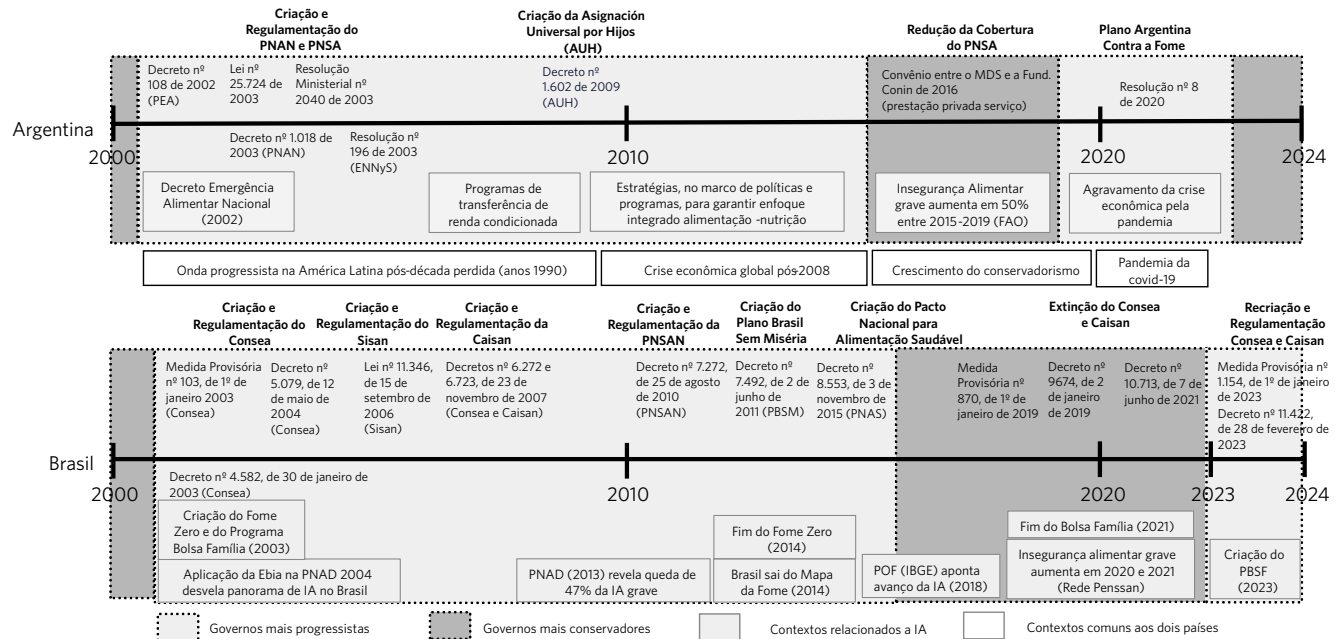 Criação e
Regulamentação do
PNAN e PNSA
Criação da Asignación
Universal por Hijos
(AUH)
Redução da Cobertura
do PNSA
Plano Argentina
Contra a Fome
Decreto nº
108 de 2002
(PEA)
Lei nº
25.724 de
2003
Resolução
Ministerial nº
2040 de 2003
Decreto nº
1.602 de 2009
(AUH)
Convênio entre o MDS e a Fund.
Conin de 2016
(prestação privada serviço)
Resolução nº 8
de 2020
Argentina
2000
2010
2020
2024
Decreto nº 1.018 de
2003 (PNAN)
Resolução nº
196 de 2003
(ENNyS)
Decreto Emergência
Alimentar Nacional
(2002)
Programas de
transferência de
renda condicionada
Estratégias, no marco de políticas e
programas, para garantir enfoque
integrado alimentação -nutrição
Insegurança Alimentar
grave aumenta em 50%
entre 2015-2019 (FAO)
Agravamento da crise
econômica pela
pandemia
Onda progressista na América Latina pós-década perdida (anos 1990)
Crise econômica global pós-2008
Crescimento do conservadorismo
Pandemia da
covid-19
Criação e
Regulamentação do
Consea
Criação e
Regulamentação do
Sisan
Criação e
Regulamentação da
Caisan
Criação e
Regulamentação da
PNSAN
Criação do
Plano Brasil
Sem Miséria
Criação do Pacto
Nacional para
Alimentação Saudável
Extinção do Consea
e Caisan
Recriação e
Regulamentação
Consea e Caisan
Medida Provisória
nº 103, de 1º de
janeiro 2003
(Consea)
Decreto nº
5.079, de 12
de maio de
2004
(Consea)
Lei nº 11.346,
de 15 de
setembro de
2006
(Sisan)
Decretos nº 6.272 e
6.723, de 23 de
novembro de 2007
(Consea e Caisan)
Decreto nº 7.272,
de 25 de agosto
de 2010
(PNSAN)
Decreto nº
7.492, de 2 de
junho de
2011 (PBSM)
Decreto nº
8.553, de 3 de
novembro de
2015 (PNAS)
Medida
Provisória nº
870, de 1º de
janeiro de 2019
Decreto nº
9674, de 2
de janeiro
de 2019
Decreto nº
10.713, de 7 de
junho de 2021
Medida Provisória nº
1.154, de 1º de janeiro
de 2023
Decreto nº 11.422,
de 28 de fevereiro de
2023
Brasil
2000
2010
2020
2023
2024
Decreto nº 4.582, de 30 de janeiro de
2003 (Consea)
Criação do Fome
Zero e do Programa
Bolsa Família (2003)
Aplicação da Ebia na PNAD 2004
desvela panorama de IA no Brasil
PNAD (2013) revela queda de
47% da IA grave
Fim do Fome Zero
(2014)
Brasil sai do Mapa
da Fome (2014)
POF (IBGE) aponta
avanço da IA (2018)
Fim do Bolsa Família (2021)
Insegurança alimentar grave
aumenta em 2020 e 2021
(Rede Penssan)
Criação do
PBSF
(2023)
Governos mais progressistas
Governos mais conservadores
Contextos relacionados a IA
Contextos comuns aos dois países